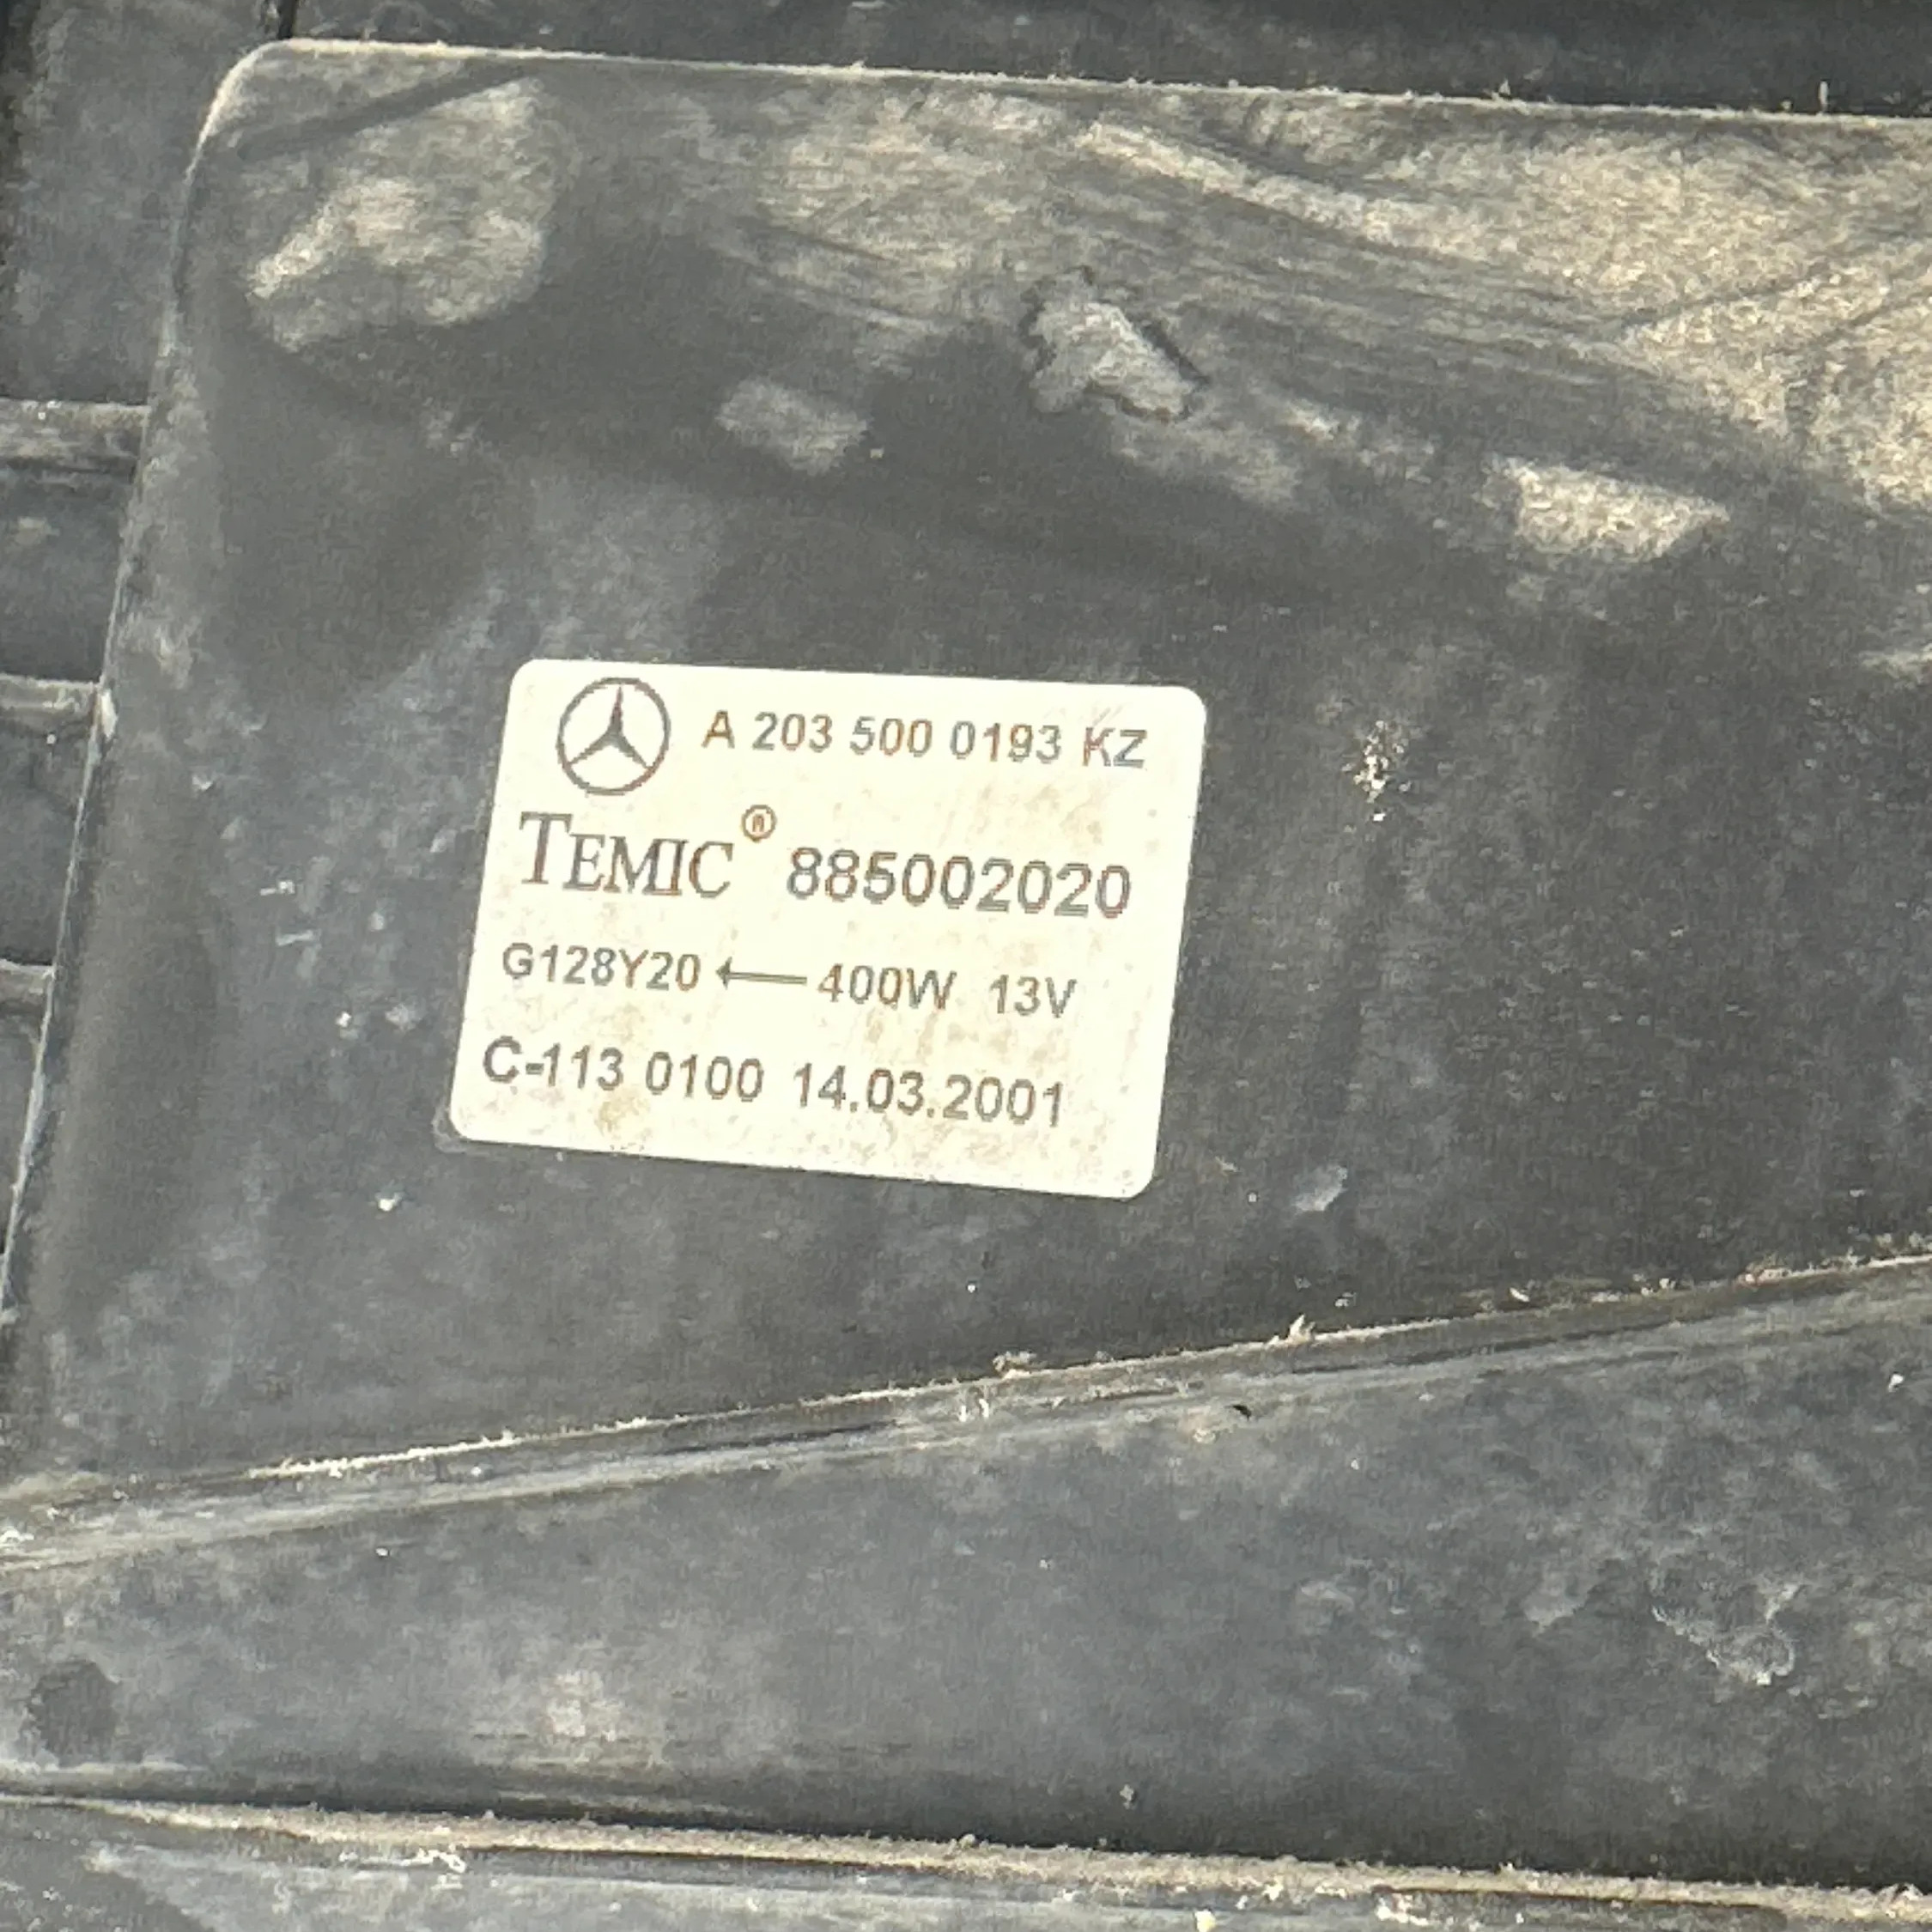 A 203 500 0193 KZ
TEMIC® 885002020
G128Y20 ← 400W 13V
C-113 0100 14.03.2001